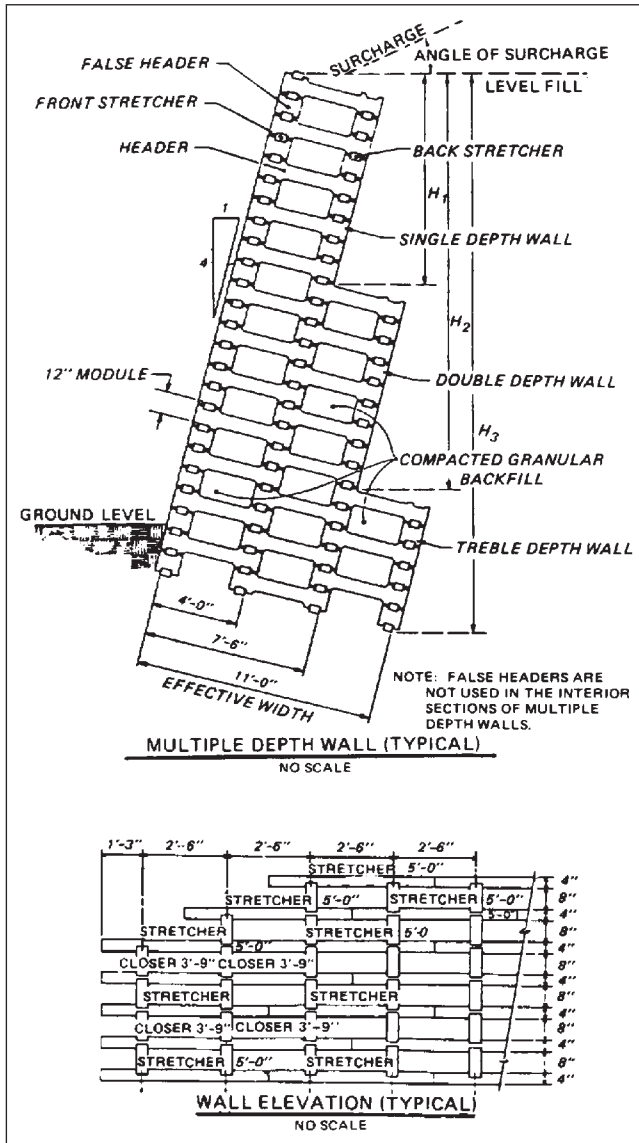 SURCHARGE
ANGLE OF SURCHARGE
LEVEL FILL
FALSE HEADER
FRONT STRETCHER
HEADER
BACK STRETCHER
H1
SINGLE DEPTH WALL
1
4
H2
12" MODULE
DOUBLE DEPTH WALL
H3
COMPACTED GRANULAR
BACKFILL
GROUND LEVEL
TREBLE DEPTH WALL
4'-0"
7'-6"
11'-0"
EFFECTIVE WIDTH
NOTE: FALSE HEADERS ARE
NOT USED IN THE INTERIOR
SECTIONS OF MULTIPLE
DEPTH WALLS.
MULTIPLE DEPTH WALL (TYPICAL)
NO SCALE
1'-3" 2'-6" 2'-6" 2'-6" 2'-6"
STRETCHER 5'-0"
4"
STRETCHER 5'-0" STRETCHER 5'-0"
8"
5'-0"
4"
STRETCHER STRETCHER 5'-0
8"
5'-0"
4"
CLOSER 3'-9" CLOSER 3'-9"
8"
4"
STRETCHER STRETCHER
8"
4"
CLOSER 3'-9" CLOSER 3'-9"
8"
4"
STRETCHER 5'-0" STRETCHER
8"
4"
WALL ELEVATION (TYPICAL)
NO SCALE